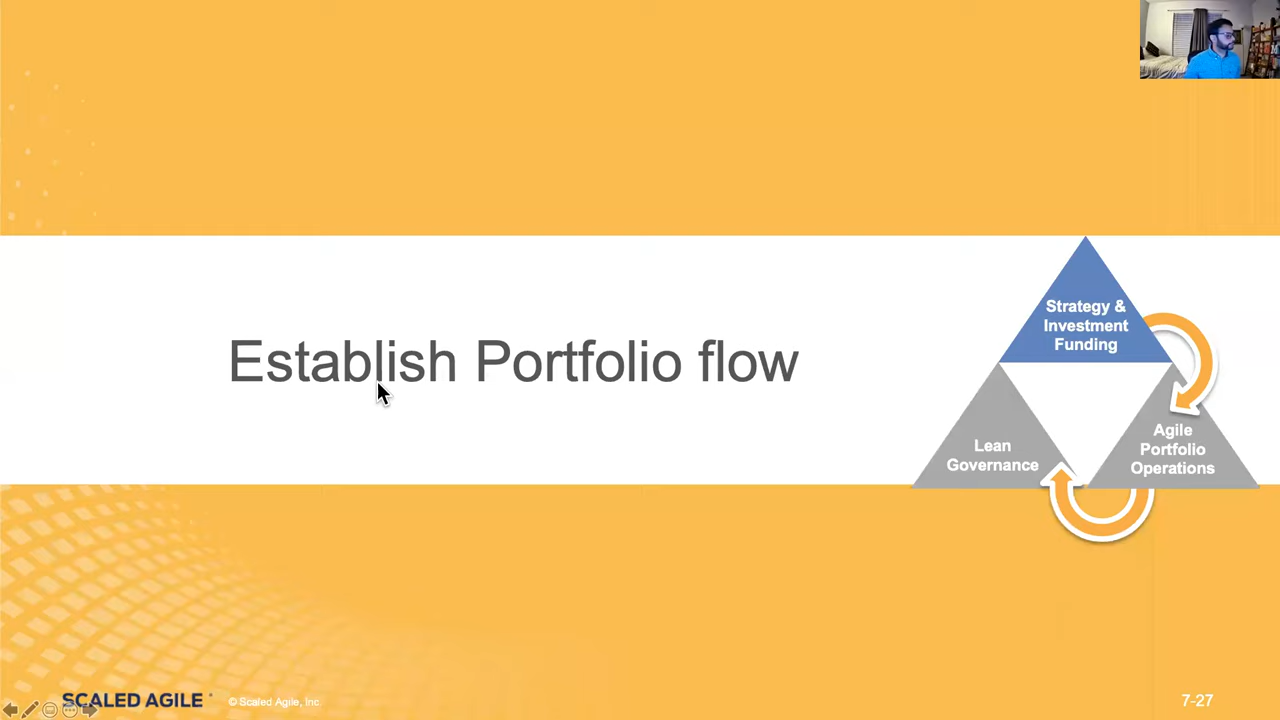 Establish Portfolio flow
Strategy &
Investment
Funding
Lean
Governance
Agile
Portfolio
Operations
SCALED AGILE ®
© Scaled Agile, Inc.
7-27